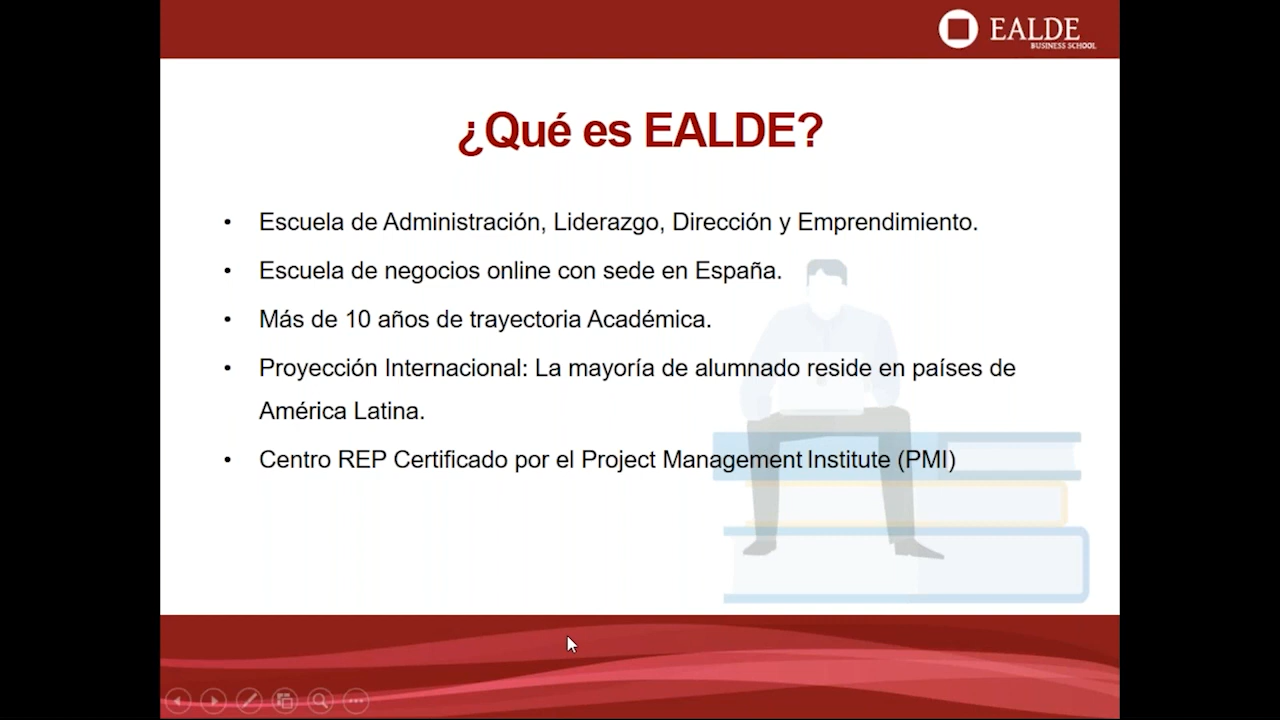 EALDE
BUSINESS SCHOOL
¿Qué es EALDE?
• Escuela de Administración, Liderazgo, Dirección y Emprendimiento.
• Escuela de negocios online con sede en España.
• Más de 10 años de trayectoria Académica.
• Proyección Internacional: La mayoría de alumnado reside en países de
América Latina.
• Centro REP Certificado por el Project Management Institute (PMI)